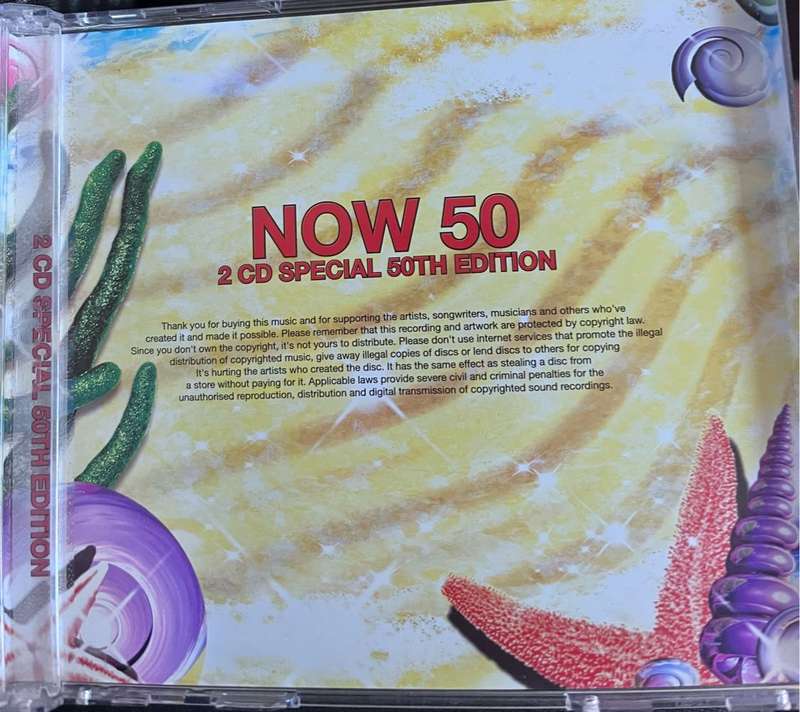 2 CD SPECIAL 50TH EDITION
NOW 50
2 CD SPECIAL 50TH EDITION
Thank you for buying this music and for supporting the artists, songwriters, musicians and others who've
created it and made it possible. Please remember that this recording and artwork are protected by copyright law.
Since you don't own the copyright, it's not yours to distribute. Please don't use internet services that promote the illegal
distribution of copyrighted music, give away illegal copies of discs or lend discs to others for copying
It's hurting the artists who created the disc. It has the same effect as stealing a disc from
a store without paying for it. Applicable laws provide severe civil and criminal penalties for the
unauthorised reproduction, distribution and digital transmission of copyrighted sound recordings.